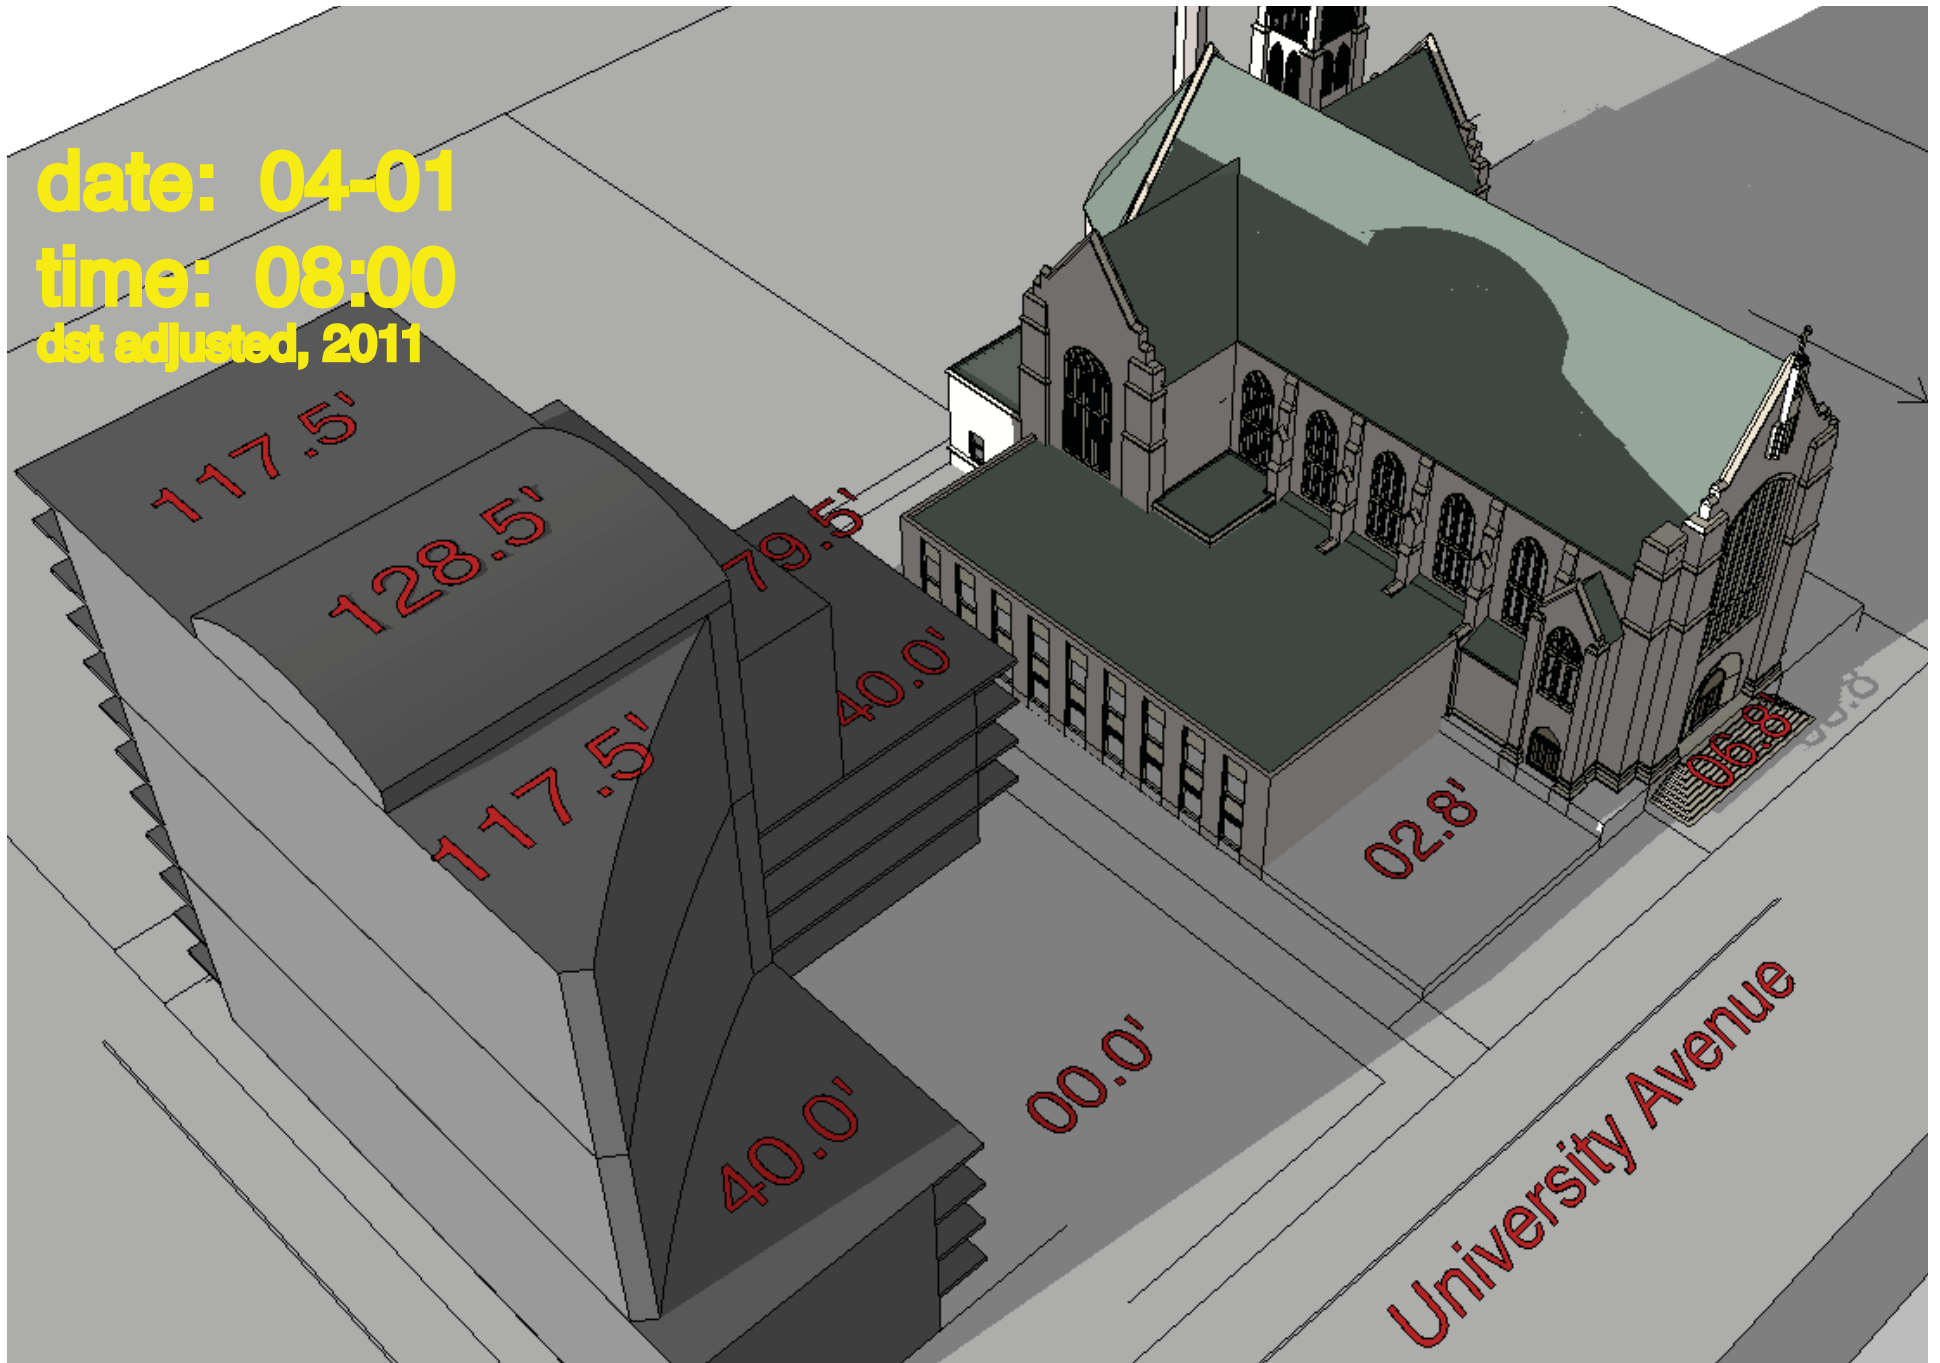 date: 04-01
time: 08:00
dst adjusted, 2011
117.5'
128.5'
79.5'
40.0'
117.5'
06.8'
02.8'
00.0'
40.0'
University Avenue